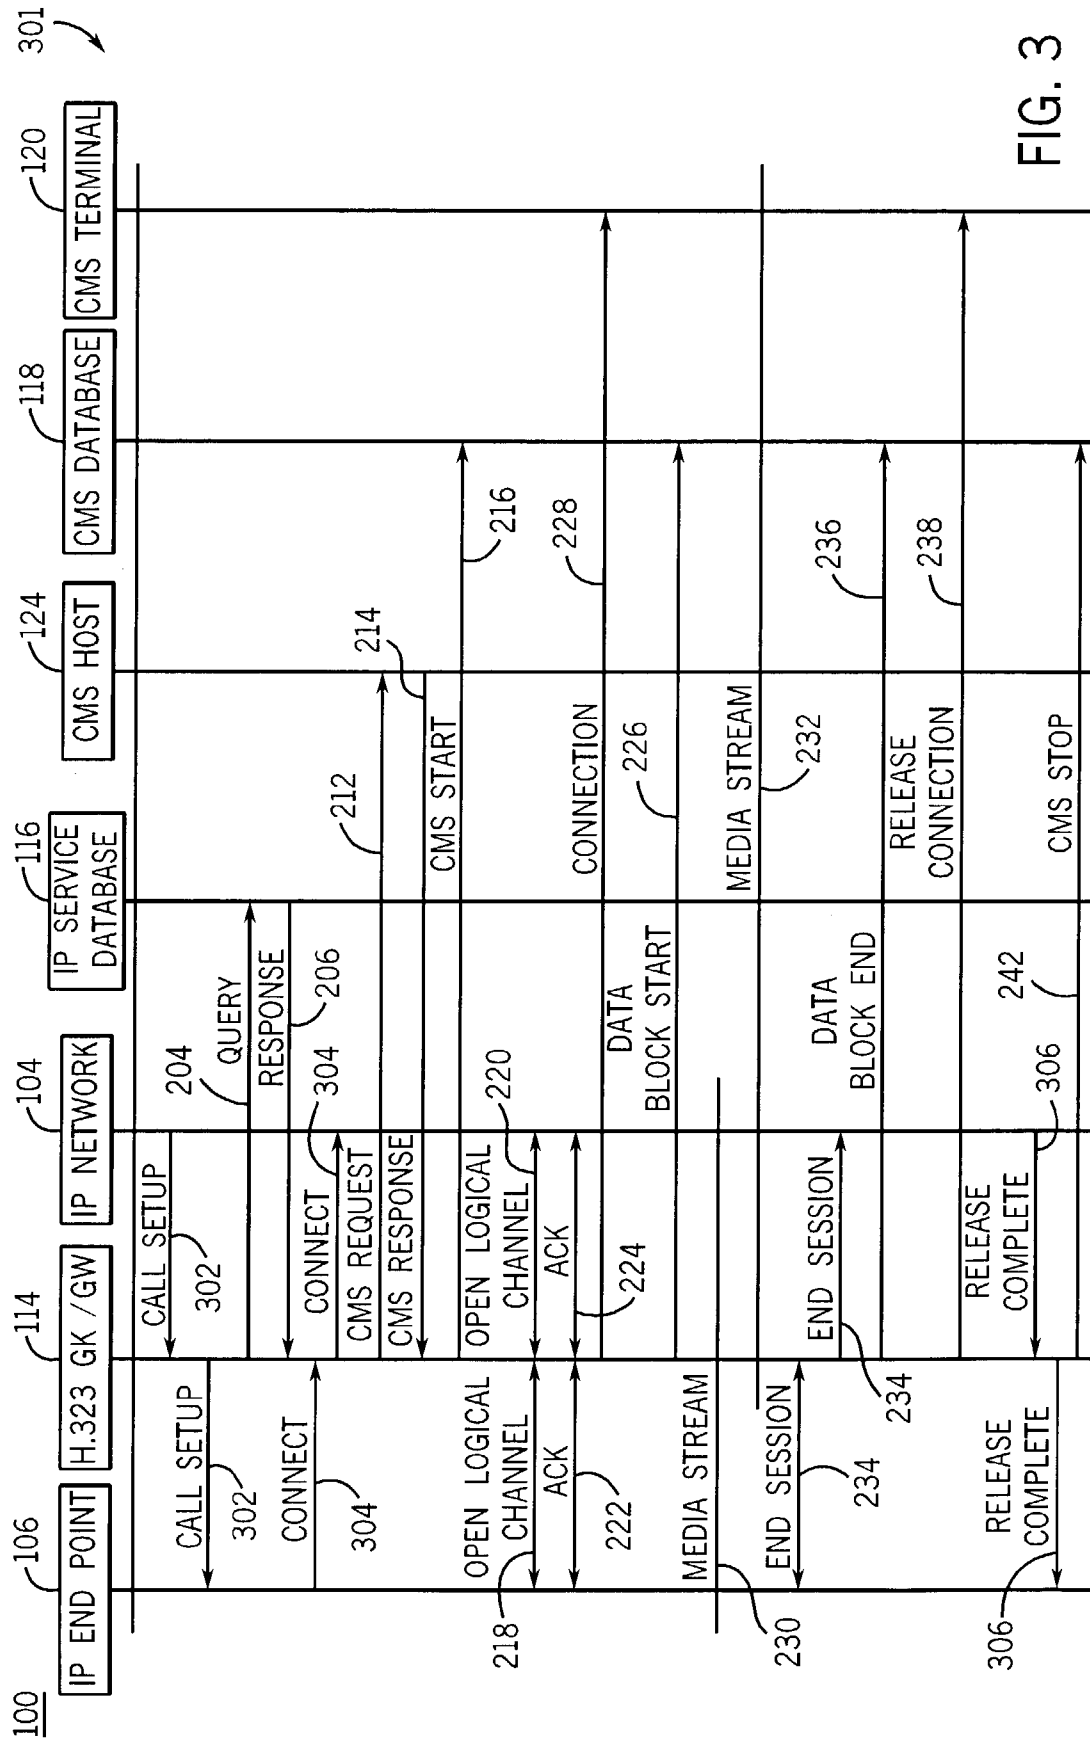 100
301
106
114
104
116
124
118
120
IP END POINT
H.323 GK/GW
IP NETWORK
IP SERVICE
DATABASE
CMS HOST
CMS DATABASE
CMS TERMINAL
CALL SETUP
302
CALL SETUP
302
204
QUERY
RESPONSE
206
CONNECT
304
CONNECT
304
CMS REQUEST
212
CMS RESPONSE
214
CMS START
216
OPEN LOGICAL
CHANNEL
218
OPEN LOGICAL
CHANNEL
220
ACK
222
ACK
224
CONNECTION
228
DATA
BLOCK START
226
MEDIA STREAM
230
MEDIA STREAM
232
END SESSION
234
END SESSION
234
DATA
BLOCK END
236
RELEASE
CONNECTION
238
RELEASE
COMPLETE
306
RELEASE
COMPLETE
306
242
CMS STOP
FIG. 3